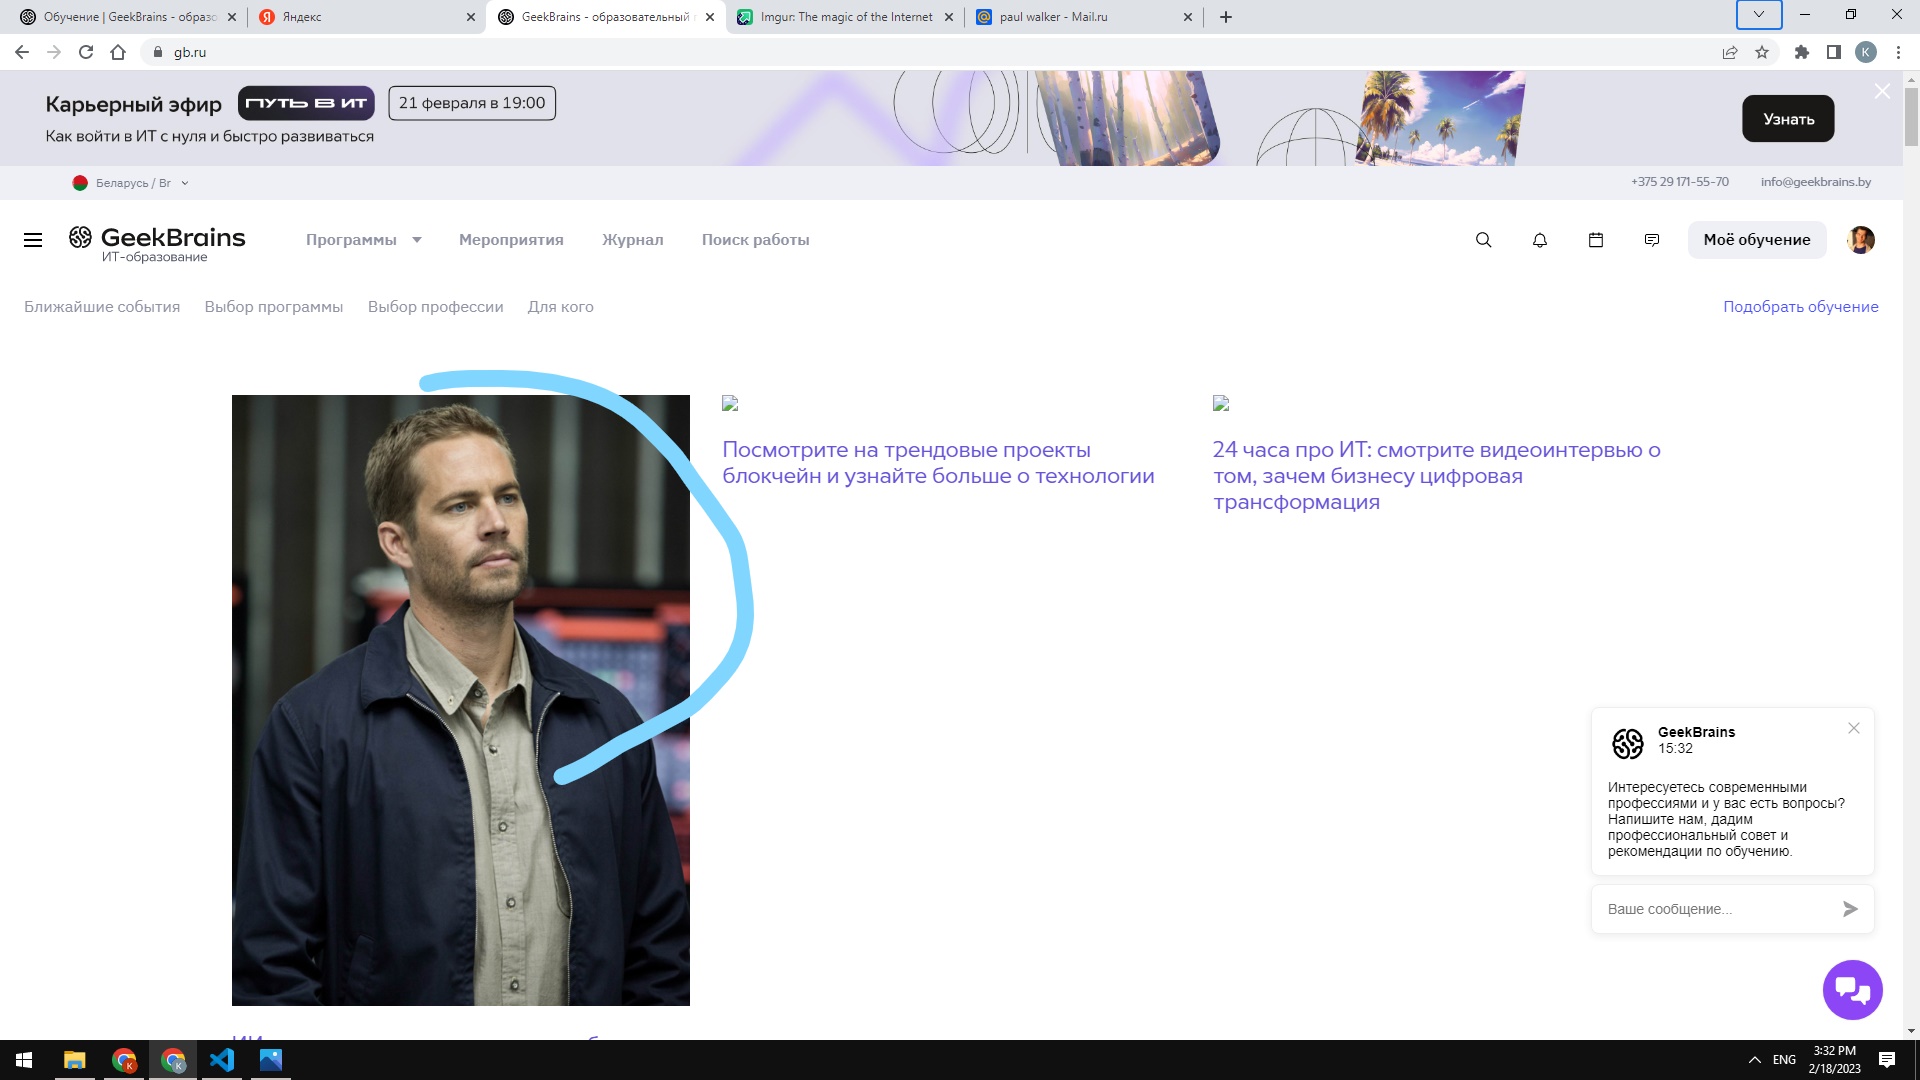 Обучение | GeekBrains - образо
Яндекс
GeekBrains - образовательный
Imgur: The magic of the Internet
paul walker - Mail.ru
gb.ru
K
Карьерный эфир ПУТЬ В ИТ 21 февраля в 19:00
Как войти в ИТ с нуля и быстро развиваться
Узнать
Беларусь / Br
+375 29 171-55-70
info@geekbrains.by
GeekBrains
ИТ-образование
Программы
Мероприятия
Журнал
Поиск работы
Моё обучение
Ближайшие события
Выбор программы
Выбор профессии
Для кого
Подобрать обучение
Посмотрите на трендовые проекты
блокчейн и узнайте больше о технологии
24 часа про ИТ: смотрите видеоинтервью о
том, зачем бизнесу цифровая
трансформация
GeekBrains
15:32
Интересуетесь современными
профессиями и у вас есть вопросы?
Напишите нам, дадим
профессиональный совет и
рекомендации по обучению.
Ваше сообщение...
K
K
ENG
3:32 PM
2/18/2023